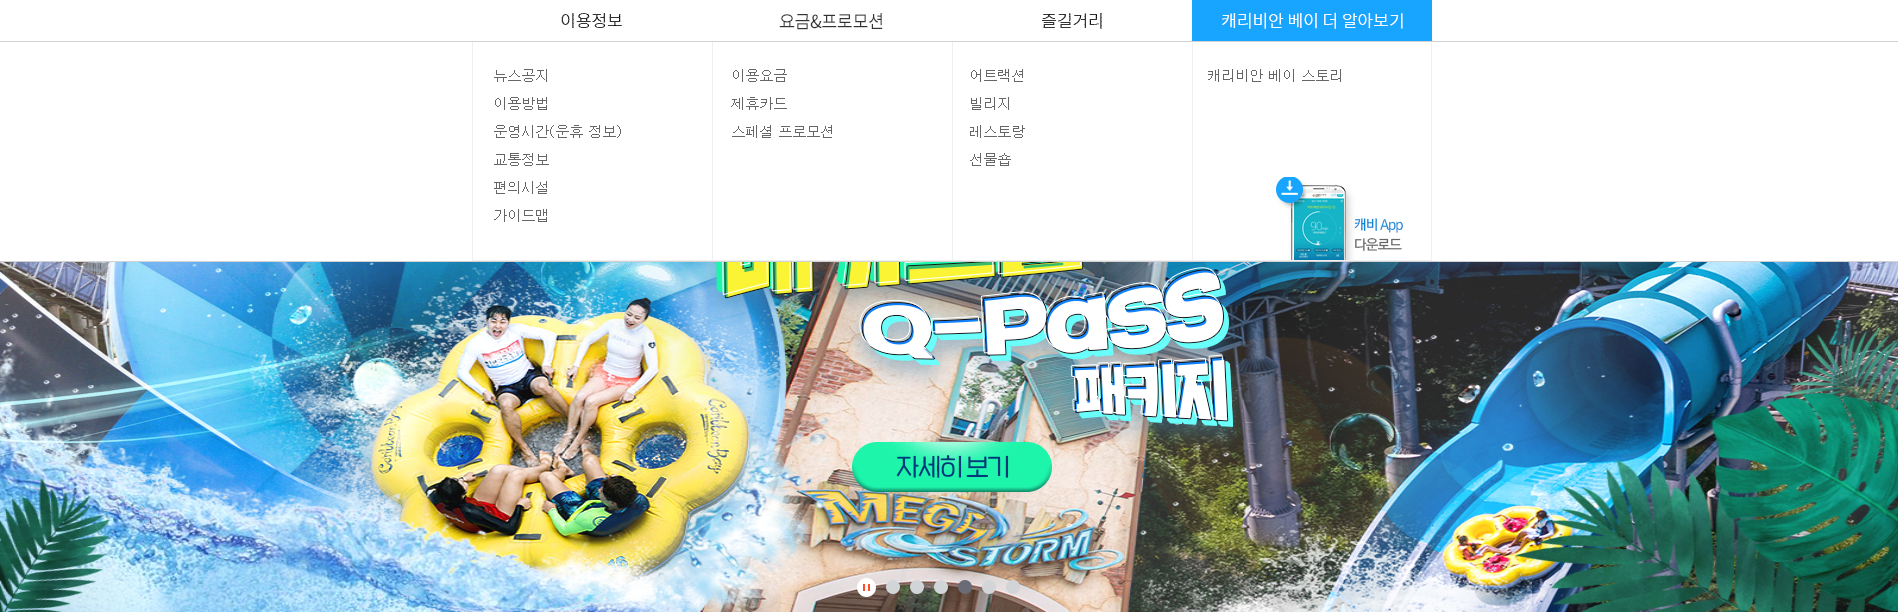 이용정보
요금&프로모션
즐길거리
캐리비안 베이 더 알아보기
뉴스공지
이용방법
운영시간(운휴 정보)
교통정보
편의시설
가이드맵
이용요금
제휴카드
스페셜 프로모션
어트랙션
빌리지
레스토랑
선물숍
캐리비안 베이 스토리
캐비 App
다운로드
Q-Pass
패키지
자세히 보기
MEGA
STORM
Caribbean Bay
Caribbean Bay